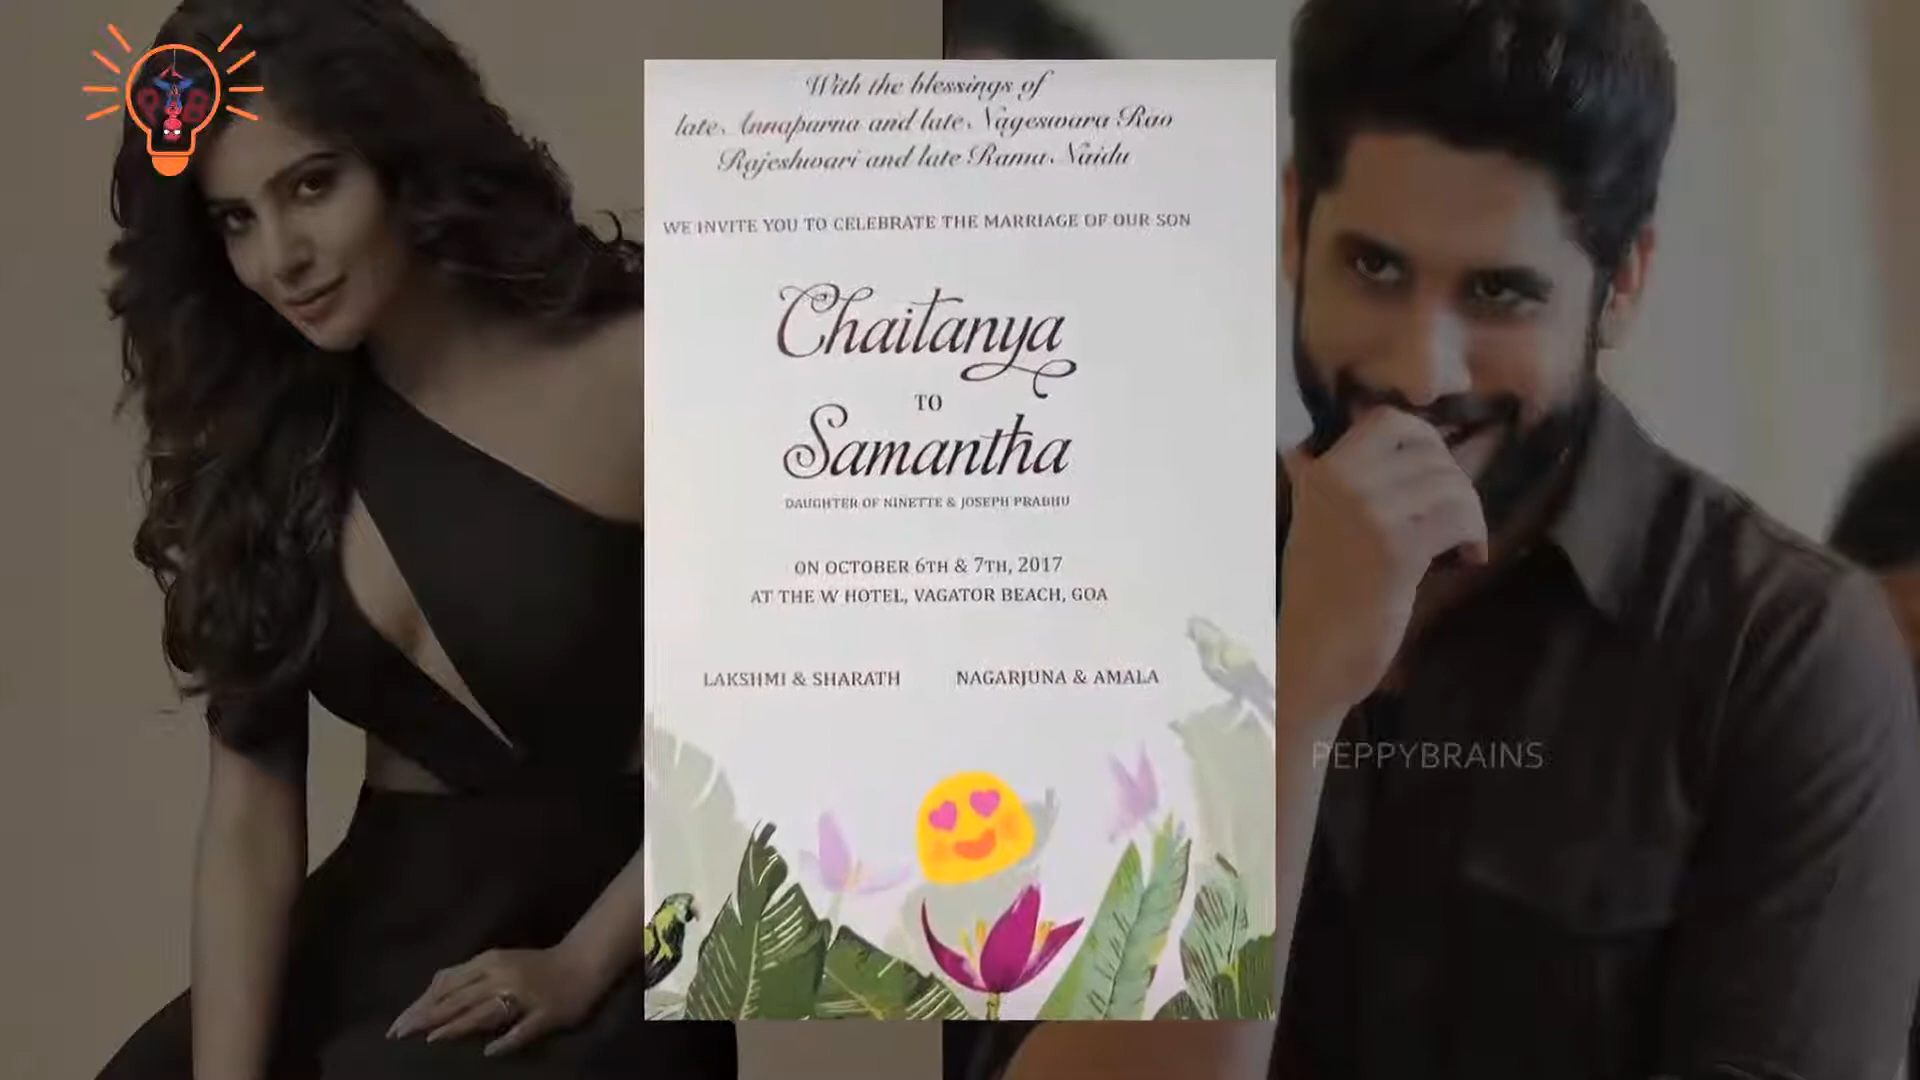 With the blessings of
late Annapurna and late Nageswara Rao
Rajeshwari and late Rama Naidu
WE INVITE YOU TO CELEBRATE THE MARRIAGE OF OUR SON
Chaitanya
TO
Samantha
DAUGHTER OF NINETTE & JOSEPH PRABHU
ON OCTOBER 6TH & 7TH, 2017
AT THE W HOTEL, VAGATOR BEACH, GOA
LAKSHMI & SHARATH NAGARJUNA & AMALA
PEPPYBRAINS
P B